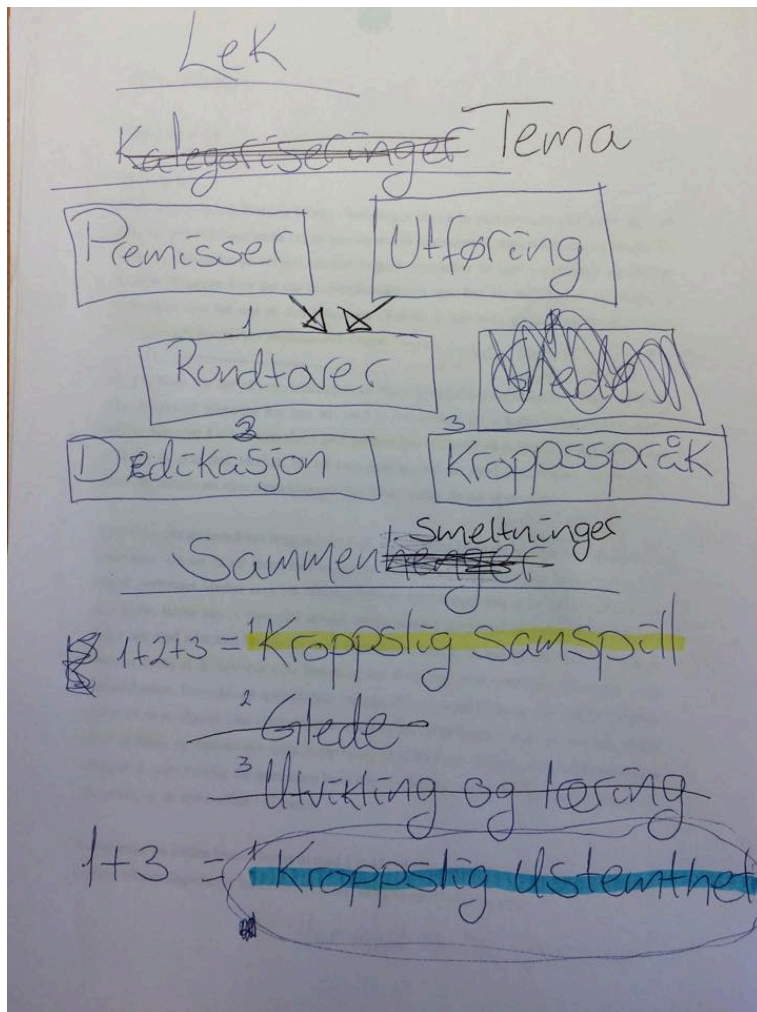 Lek
Kategoriseringer Tema
Premisser Utføring
1
Rundtaver Glede
2 3
Dedikasjon Kroppsspråk
Smeltninger
Sammenhenger
1+2+3 = 1 Kroppslig samspill
2 Glede
3 Utvikling og læring
1+3 = 1 Kroppslig Ustemthet